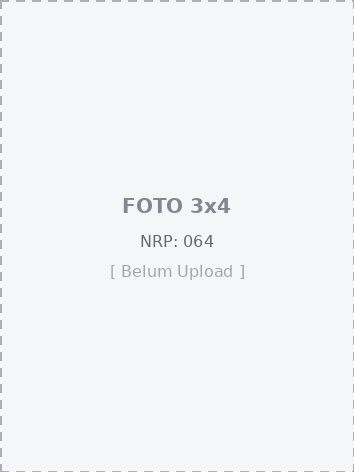 FOTO 3x4
NRP: 064
[ Belum Upload ]